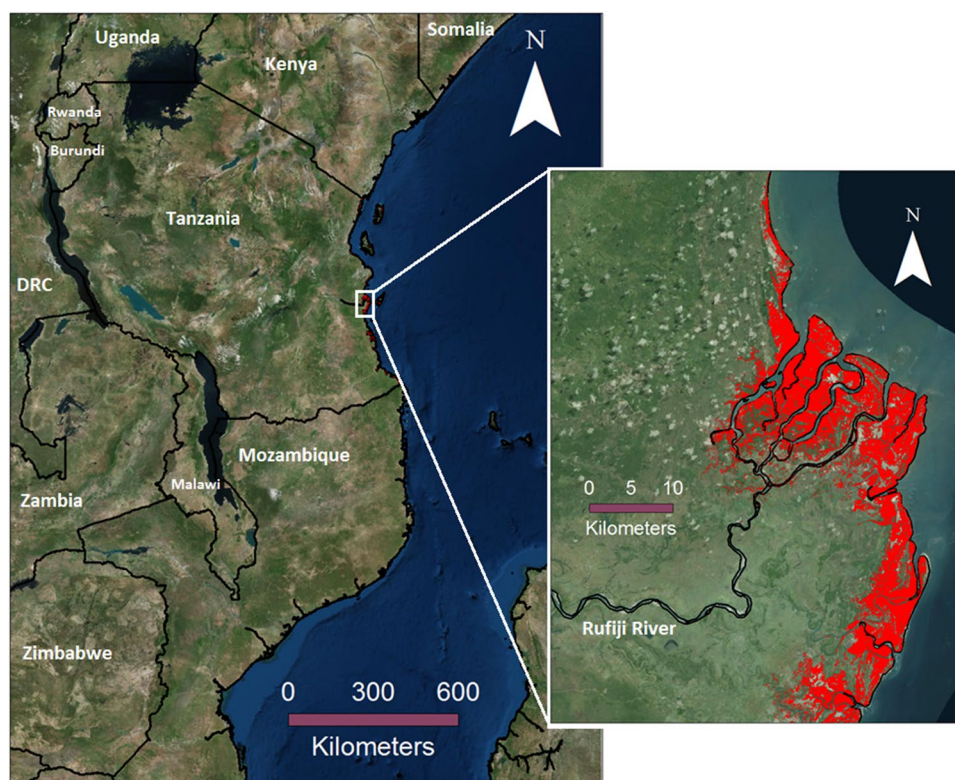 Uganda
Somalia
Kenya
N
Rwanda
Burundi
Tanzania
DRC
Mozambique
Malawi
Zambia
Zimbabwe
0 300 600
Kilometers
N
0 5 10
Kilometers
Rufiji River